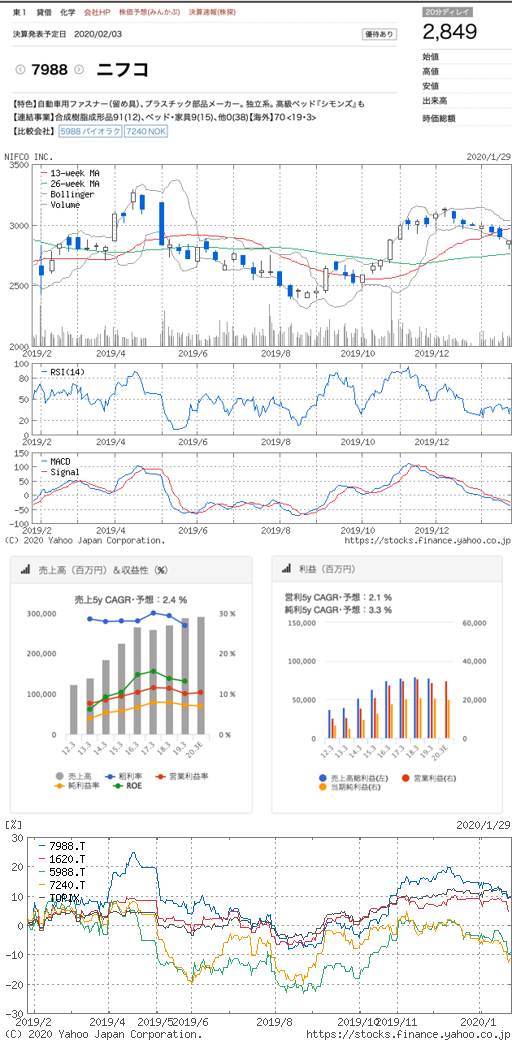 東1 貸借 化学 会社HP 株価予想(みんかぶ) 決算速報(株探)
20分ディレイ
決算発表予定日 2020/02/03
優待あり
2,849
7988
ニフコ
始値
高値
安値
出来高
時価総額
【特色】自動車用ファスナー(留め具)、プラスチック部品メーカー。独立系。高級ベッド『シモンズ』も
【連結事業】合成樹脂成形品91(12)、ベッド・家具9(15)、他0(38)【海外】70 <19・3>
【比較会社】 5988 パイオラク 7240 NOK
NIFCO INC.
2020/1/29
3500
13-week MA
26-week MA
Bollinger
Volume
3000
2500
2000
2019/2 2019/4 2019/6 2019/8 2019/10 2019/12
100
RSI(14)
80
50
20
0
2019/2 2019/4 2019/6 2019/8 2019/10 2019/12
150
MACD
100
Signal
50
0
-50
-100
2019/2 2019/4 2019/6 2019/8 2019/10 2019/12
(C) 2020 Yahoo Japan Corporation.
https://stocks.finance.yahoo.co.jp/
売上高（百万円）＆収益性（%）
売上5y CAGR・予想：2.4 %
300,000
200,000
100,000
0
30 %
20 %
10 %
0 %
12.3 13.3 14.3 15.3 16.3 17.3 18.3 19.3 20.3E
売上高 粗利率 営業利益率
純利益率 ROE
利益（百万円）
営利5y CAGR・予想：2.1 %
純利5y CAGR・予想：3.3 %
150,000
100,000
50,000
0
60,000
40,000
20,000
0
12.3 13.3 14.3 15.3 16.3 17.3 18.3 19.3 20.3E
売上高総利益(左) 営業利益(右)
当期純利益(右)
[%]
2020/1/29
30
7988.T
1620.T
20
5988.T
7240.T
10
TOPIX
0
-10
-20
-30
2019/2 2019/4 2019/5 2019/6 2019/8 2019/10 2019/11 2020/1
(C) 2020 Yahoo Japan Corporation.
https://stocks.finance.yahoo.co.jp/